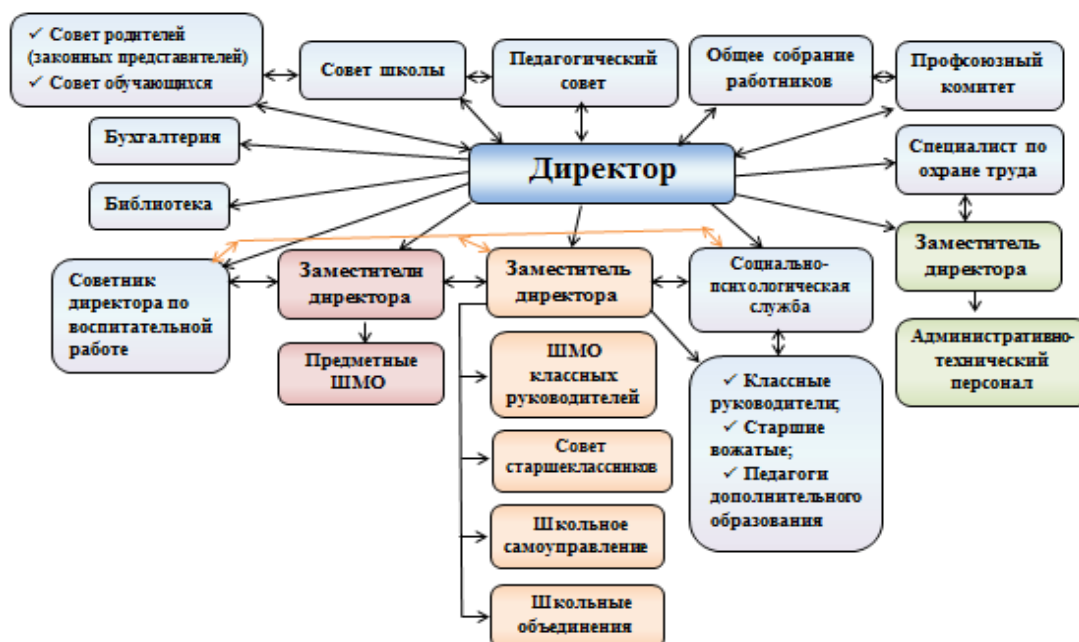 ✓ Совет родителей
(законных представителей)
✓ Совет обучающихся
Совет школы
Педагогический
совет
Общее собрание
работников
Профсоюзный
комитет
Бухгалтерия
Директор
Специалист по
охране труда
Библиотека
Советник
директора по
воспитательной
работе
Заместители
директора
Заместитель
директора
Социально-
психологическая
служба
Заместитель
директора
Предметные
ШМО
ШМО
классных
руководителей
Административно-
технический
персонал
✓ Классные
руководители;
✓ Старшие
вожатые;
✓ Педагоги
дополнительного
образования
Совет
старшеклассников
Школьное
самоуправление
Школьные
объединения